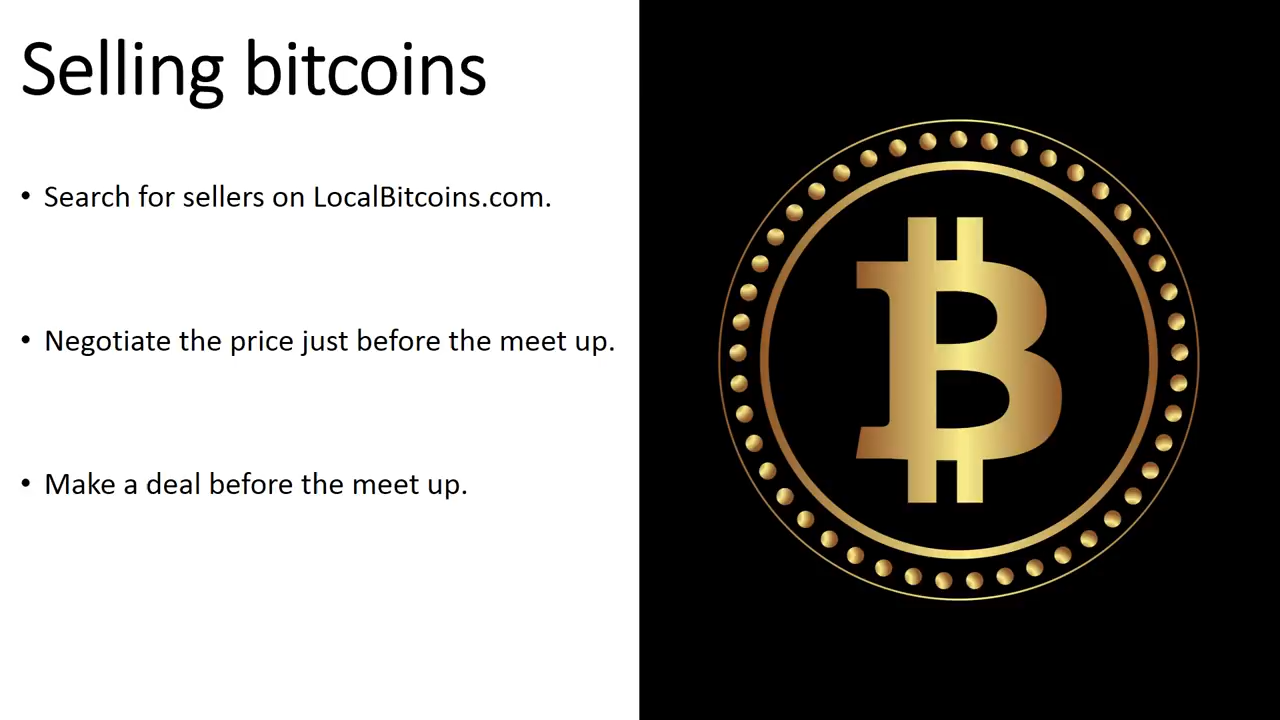 Selling bitcoins
• Search for sellers on LocalBitcoins.com.
• Negotiate the price just before the meet up.
• Make a deal before the meet up.